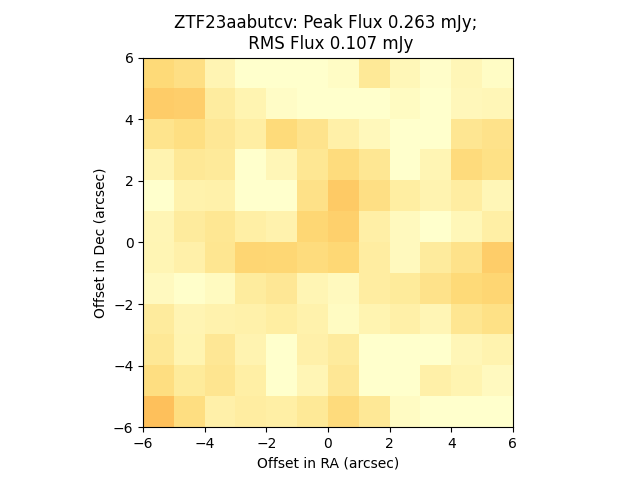 ZTF23aabutcv: Peak Flux 0.263 mJy;
RMS Flux 0.107 mJy
6
4
2
0
−2
−4
−6
Offset in Dec (arcsec)
−6 −4 −2 0 2 4 6
Offset in RA (arcsec)